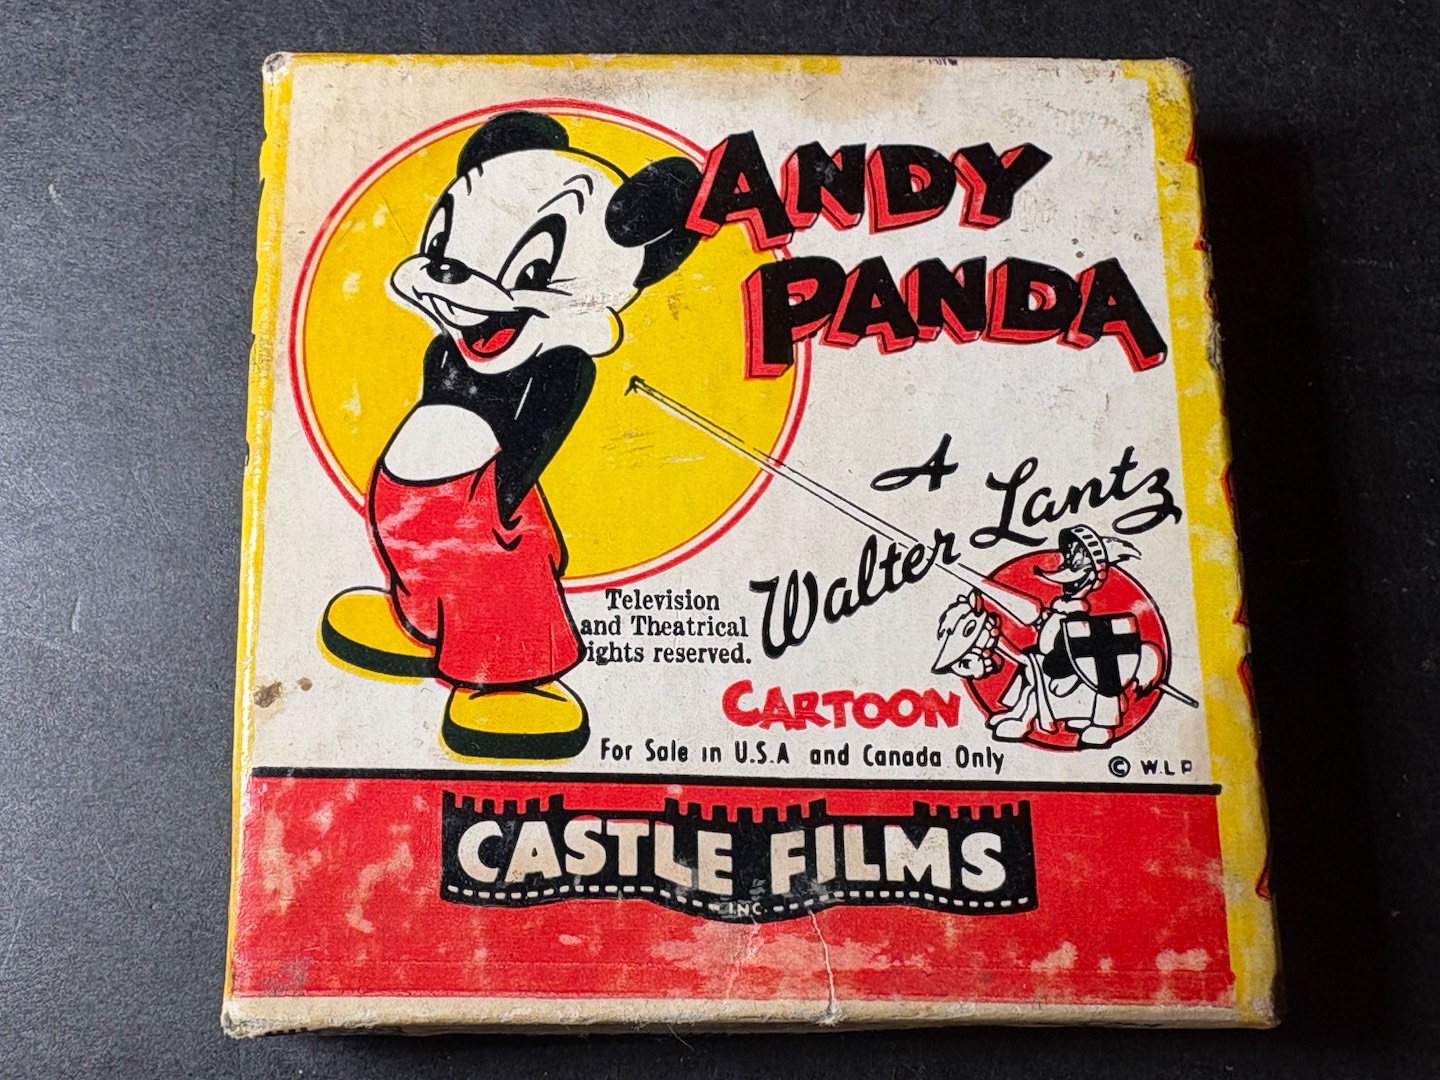 ANDY
PANDA
A
Walter Lantz
CARTOON
Television
and Theatrical
ights reserved.
For Sale in U.S.A and Canada Only
© W.L.P
CASTLE FILMS
INC.